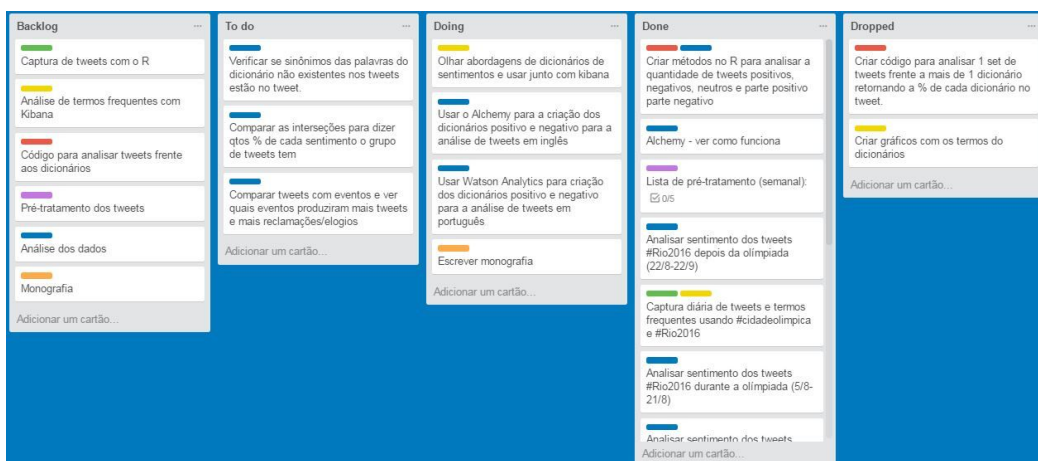 Backlog
Captura de tweets com o R
Análise de termos frequentes com
Kibana
Código para analisar tweets frente
aos dicionários
Pré-tratamento dos tweets
Análise dos dados
Monografia
Adicionar um cartão...
To do
Verificar se sinônimos das palavras do
dicionário não existentes nos tweets
estão no tweet.
Comparar as interseções para dizer
qtos % de cada sentimento o grupo
de tweets tem
Comparar tweets com eventos e ver
quais eventos produziram mais tweets
e mais reclamações/elogios
Adicionar um cartão...
Doing
Olhar abordagens de dicionários de
sentimentos e usar junto com kibana
Usar o Alchemy para a criação dos
dicionários positivo e negativo para a
análise de tweets em inglês
Usar Watson Analytics para criação
dos dicionários positivo e negativo
para a análise de tweets em
português
Escrever monografia
Adicionar um cartão...
Done
Criar métodos no R para analisar a
quantidade de tweets positivos,
negativos, neutros e parte positivo
parte negativo
Alchemy - ver como funciona
Lista de pré-tratamento (semanal):
0/5
Analisar sentimento dos tweets
#Rio2016 depois da olímpiada
(22/8-22/9)
Captura diária de tweets e termos
frequentes usando #cidadeolimpica
e #Rio2016
Analisar sentimento dos tweets
#Rio2016 durante a olímpiada (5/8-
21/8)
Analisar sentimento dos tweets
Adicionar um cartão...
Dropped
Criar código para analisar 1 set de
tweets frente a mais de 1 dicionário
retornando a % de cada dicionário no
tweet.
Criar gráficos com os termos do
dicionários
Adicionar um cartão...